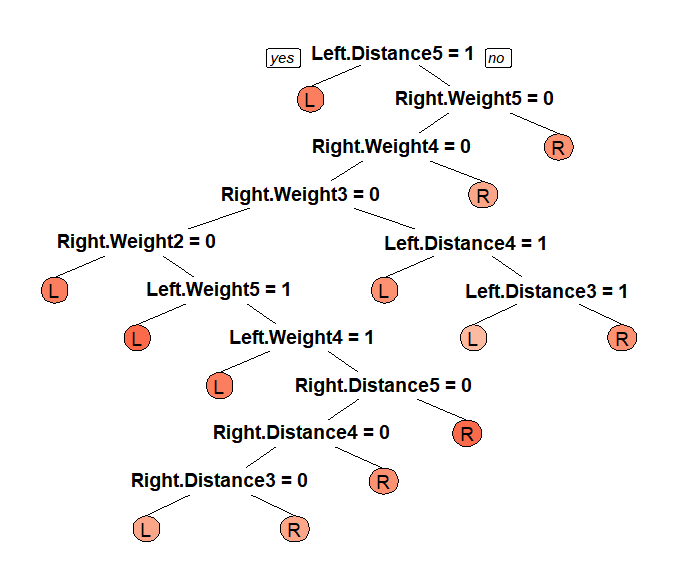 yes Left.Distance5 = 1 no
L Right.Weight5 = 0
Right.Weight4 = 0 R
Right.Weight3 = 0 R
Right.Weight2 = 0 Left.Distance4 = 1
L Left.Weight5 = 1 L Left.Distance3 = 1
L Left.Weight4 = 1 L R
L Right.Distance5 = 0
Right.Distance4 = 0 R
Right.Distance3 = 0 R
L R